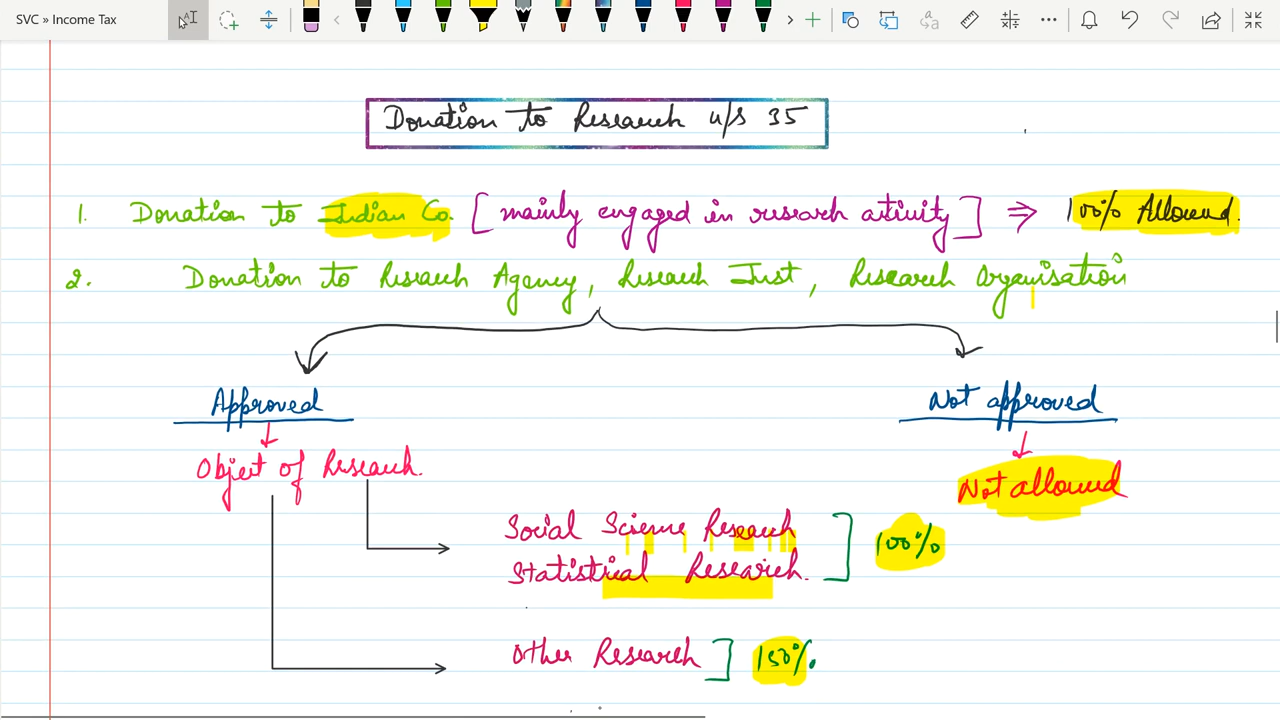 SVC » Income Tax
Donation to Research u/s 35
1. Donation to Indian Co. [mainly engaged in research activity] ⇒ 100% Allowed.
2. Donation to Research Agency, Research Trust, Research Organisation
Approved
Not approved
Object of Research.
Not allowed
Social Science Research
Statistical Research. ] 100%
Other Research ] 150%